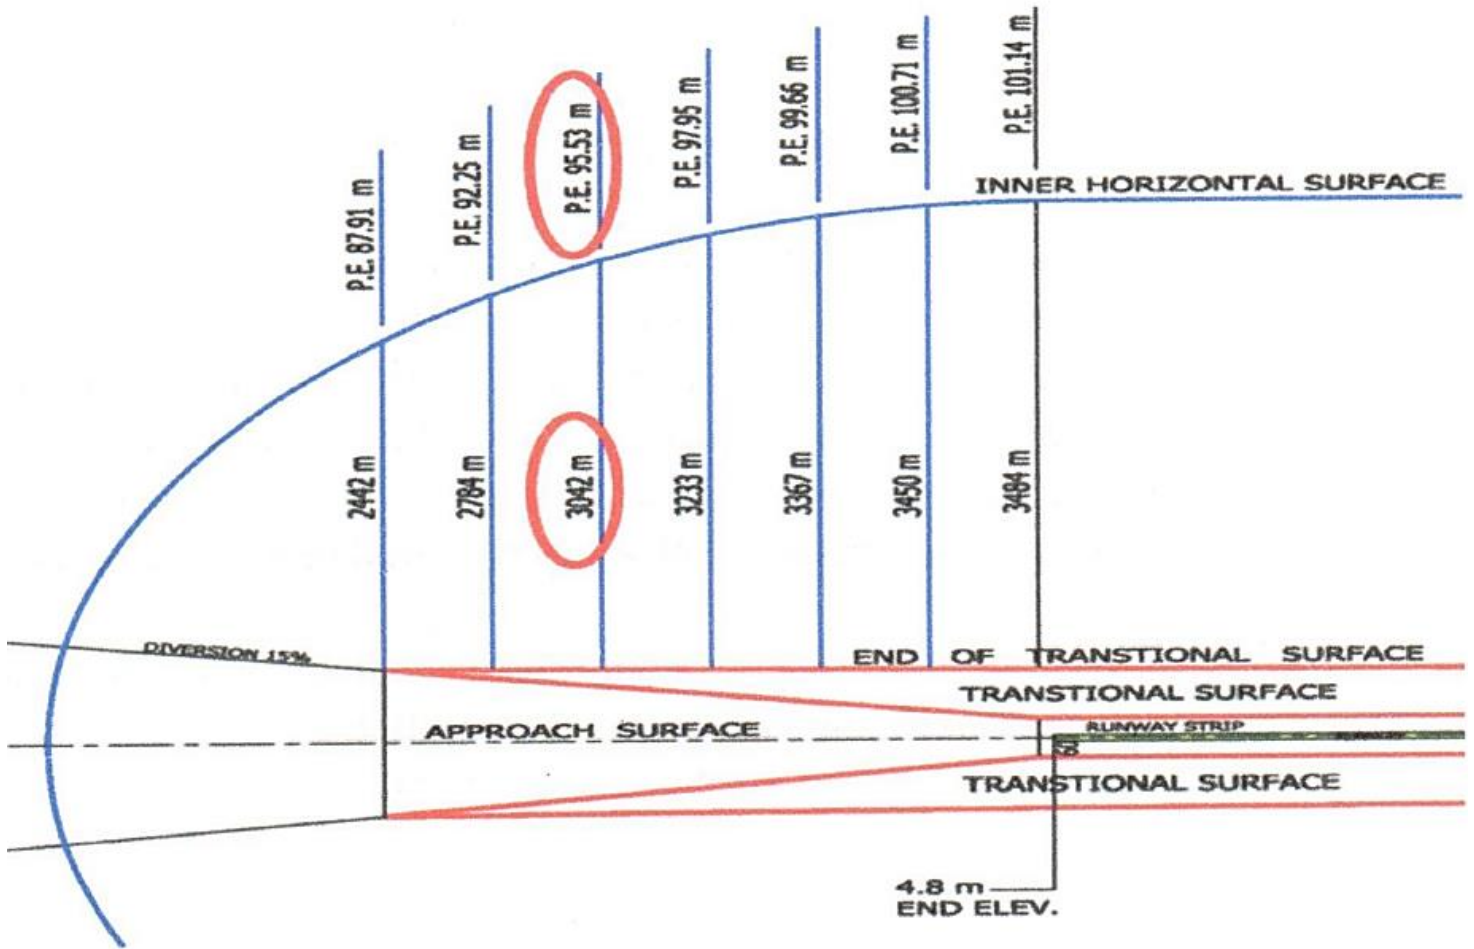 P.E. 87.91 m
P.E. 92.25 m
P.E. 95.53 m
P.E. 97.95 m
P.E. 99.66 m
P.E. 100.71 m
P.E. 101.14 m
INNER HORIZONTAL SURFACE
2442 m
2784 m
3042 m
3233 m
3367 m
3450 m
3484 m
DIVERSION 15%
END OF TRANSTIONAL SURFACE
TRANSTIONAL SURFACE
APPROACH SURFACE
RUNWAY STRIP
60
TRANSTIONAL SURFACE
4.8 m
END ELEV.